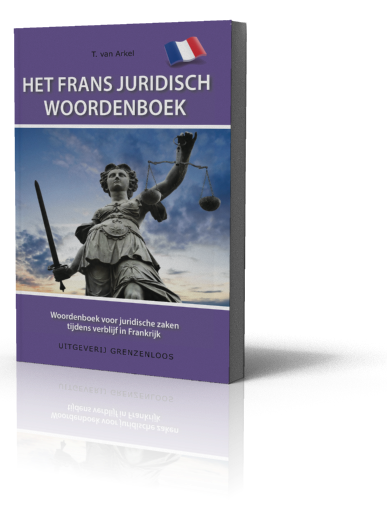 T. van Arkel
HET FRANS JURIDISCH
WOORDENBOEK
Woordenboek voor juridische zaken
tijdens verblijf in Frankrijk
UITGEVERIJ GRENZENLOOS